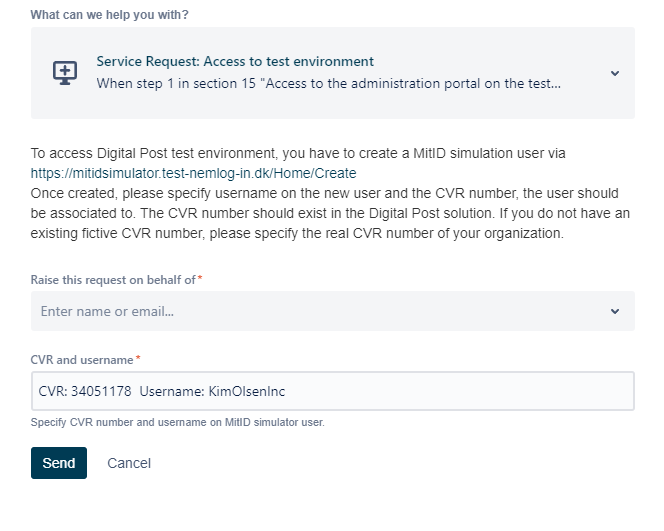 What can we help you with?
Service Request: Access to test environment
When step 1 in section 15 "Access to the administration portal on the test...
To access Digital Post test environment, you have to create a MitID simulation user via
https://mitidsimulator.test-nemlog-in.dk/Home/Create
Once created, please specify username on the new user and the CVR number, the user should
be associated to. The CVR number should exist in the Digital Post solution. If you do not have an
existing fictive CVR number, please specify the real CVR number of your organization.
Raise this request on behalf of*
Enter name or email...
CVR and username*
CVR: 34051178  Username: KimOlsenInc
Specify CVR number and username on MitID simulator user.
Send Cancel